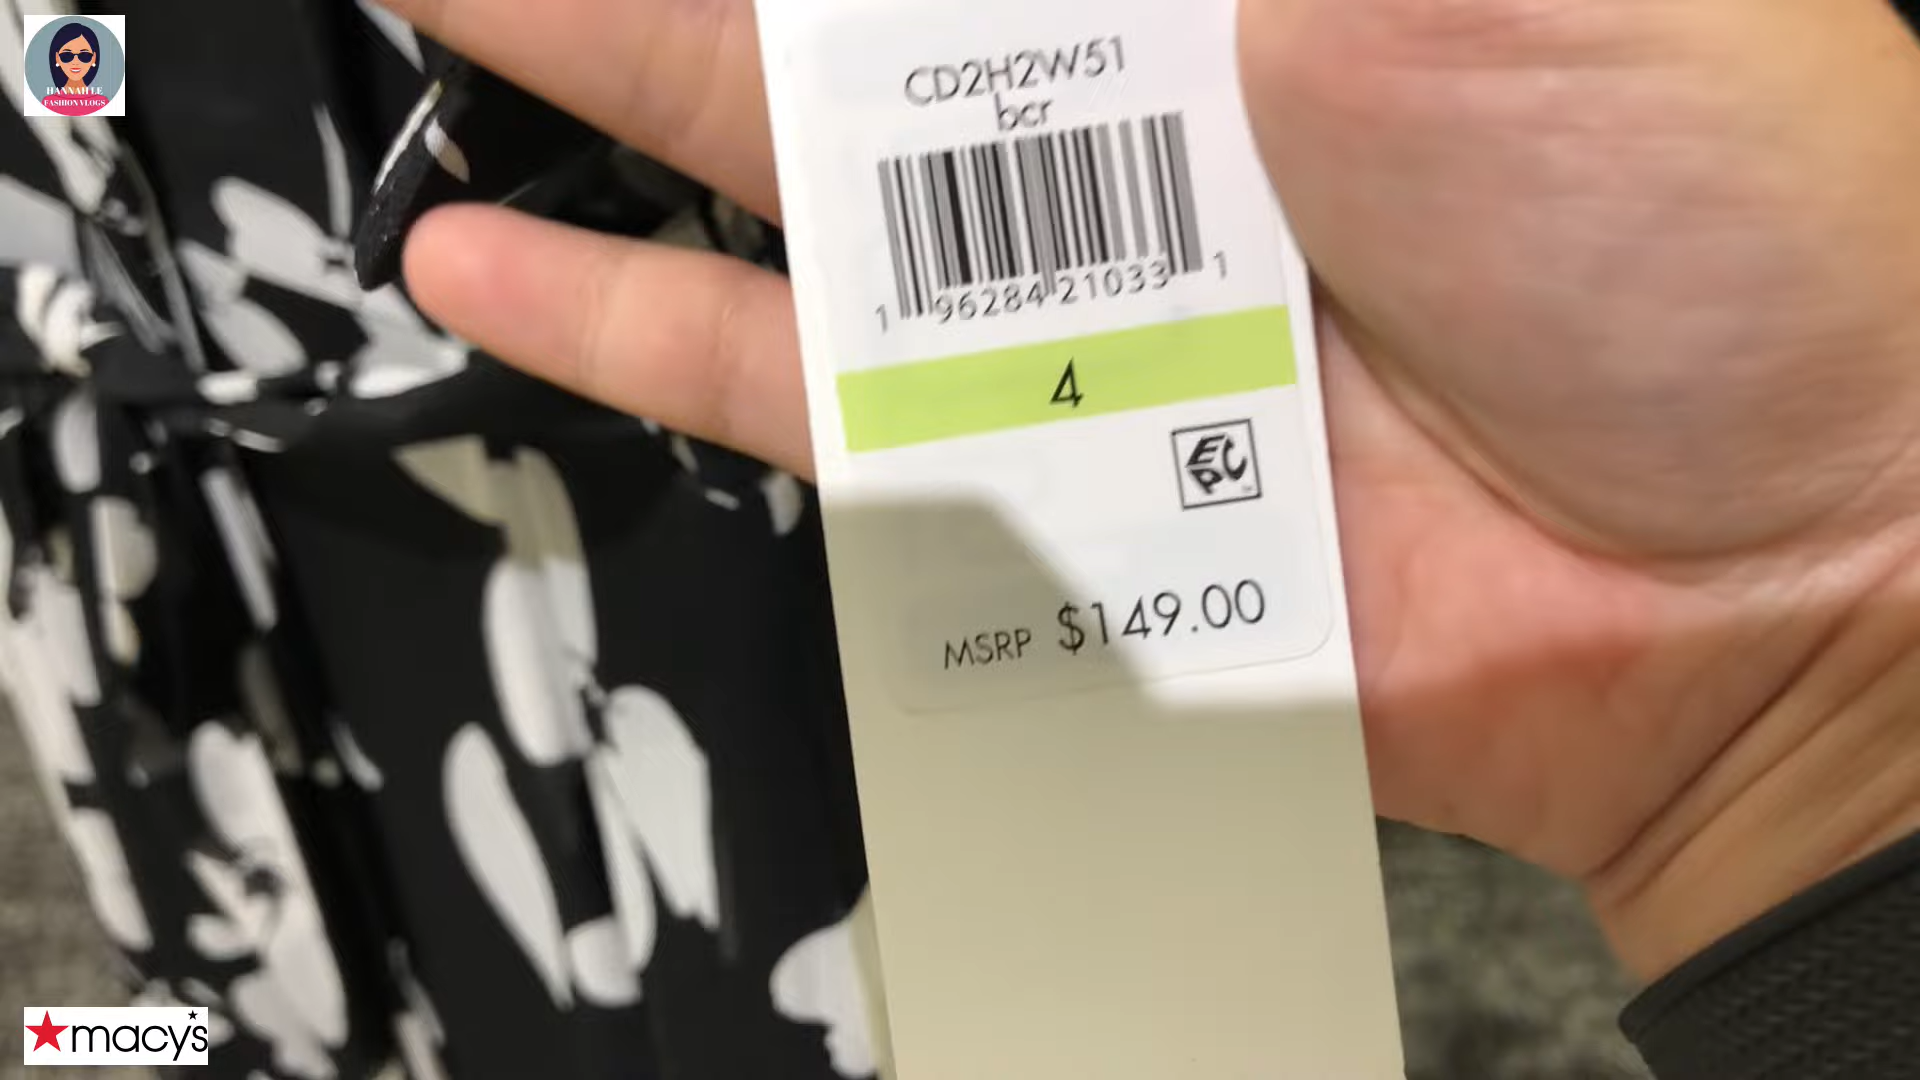 HANNAH LE
FASHION VLOGS
CD2H2W51
bcr
1 96284 21033 1
4
EPC
MSRP $149.00
macy's